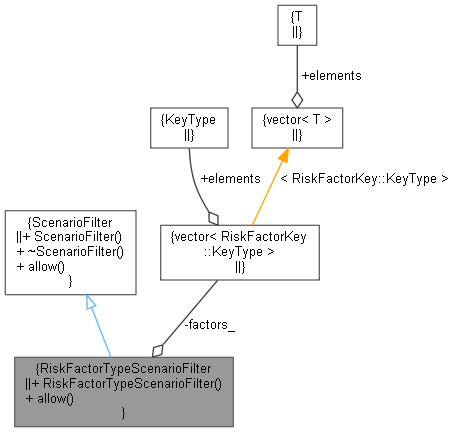 {T
||}
+elements
{KeyType
||}
{vector< T >
||}
+elements
< RiskFactorKey::KeyType >
{ScenarioFilter
||+ ScenarioFilter()
+ ~ScenarioFilter()
+ allow()
}
{vector< RiskFactorKey
::KeyType >
||}
-factors_
{RiskFactorTypeScenarioFilter
||+ RiskFactorTypeScenarioFilter()
+ allow()
}